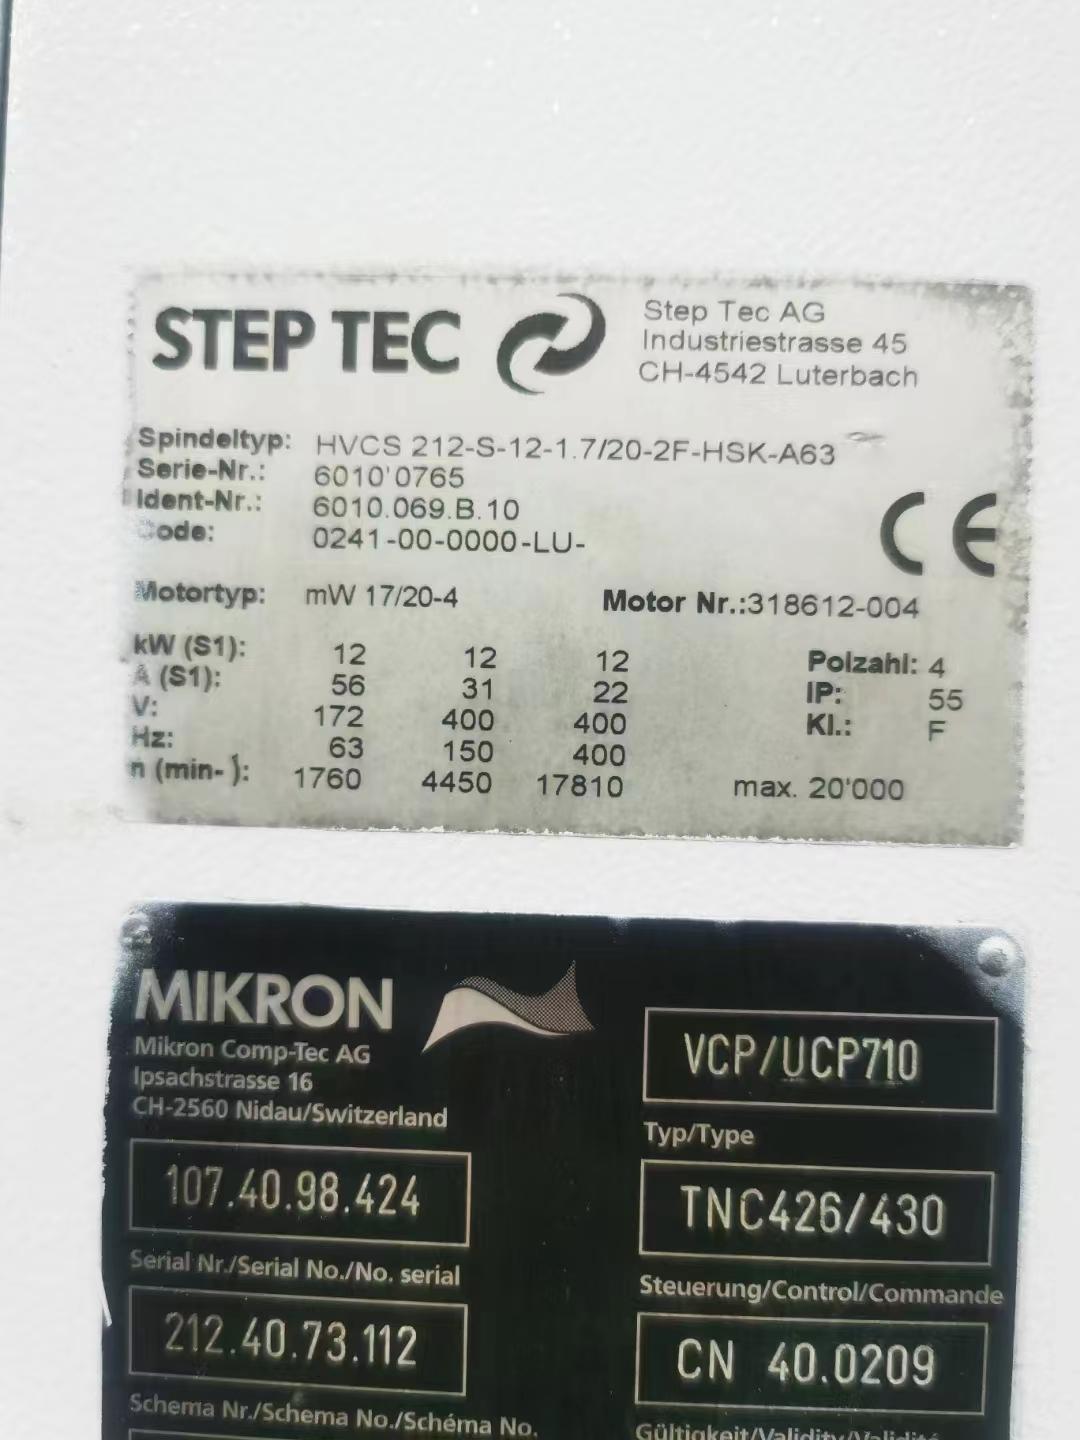 STEP TEC
Step Tec AG
Industriestrasse 45
CH-4542 Luterbach
Spindeltyp: HVCS 212-S-12-1.7/20-2F-HSK-A63
Serie-Nr.: 6010'0765
Ident-Nr.: 6010.069.B.10
Code: 0241-00-0000-LU-
CE
Motortyp: mW 17/20-4 Motor Nr.:318612-004
kW (S1): 12 12 12 Polzahl: 4
A (S1): 56 31 22 IP: 55
V: 172 400 400 Kl.: F
Hz: 63 150 400
n (min- ): 1760 4450 17810 max. 20'000
MIKRON
Mikron Comp-Tec AG
Ipsachstrasse 16
CH-2560 Nidau/Switzerland
VCP/UCP710
Typ/Type
107.40.98.424
Serial Nr./Serial No./No. serial
TNC426/430
Steuerung/Control/Commande
212.40.73.112
Schema Nr./Schema No./Schéma No.
CN 40.0209
Gültigkeit/Validity/Validité